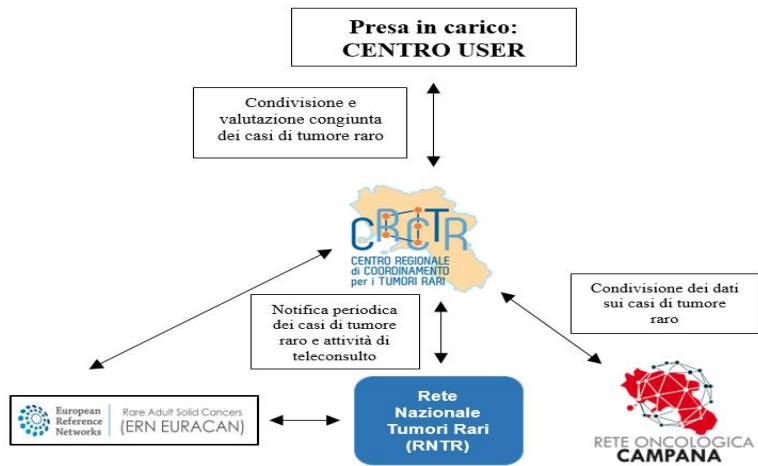 Presa in carico:
CENTRO USER
Condivisione e
valutazione congiunta
dei casi di tumore raro
CRCTR
CENTRO REGIONALE
di COORDINAMENTO
per i TUMORI RARI
Notifica periodica
dei casi di tumore
raro e attività di
teleconsulto
Condivisione dei dati
sui casi di tumore
raro
European
Reference
Networks
Rare Adult Solid Cancers
(ERN EURACAN)
Rete
Nazionale
Tumori Rari
(RNTR)
RETE ONCOLOGICA
CAMPANA